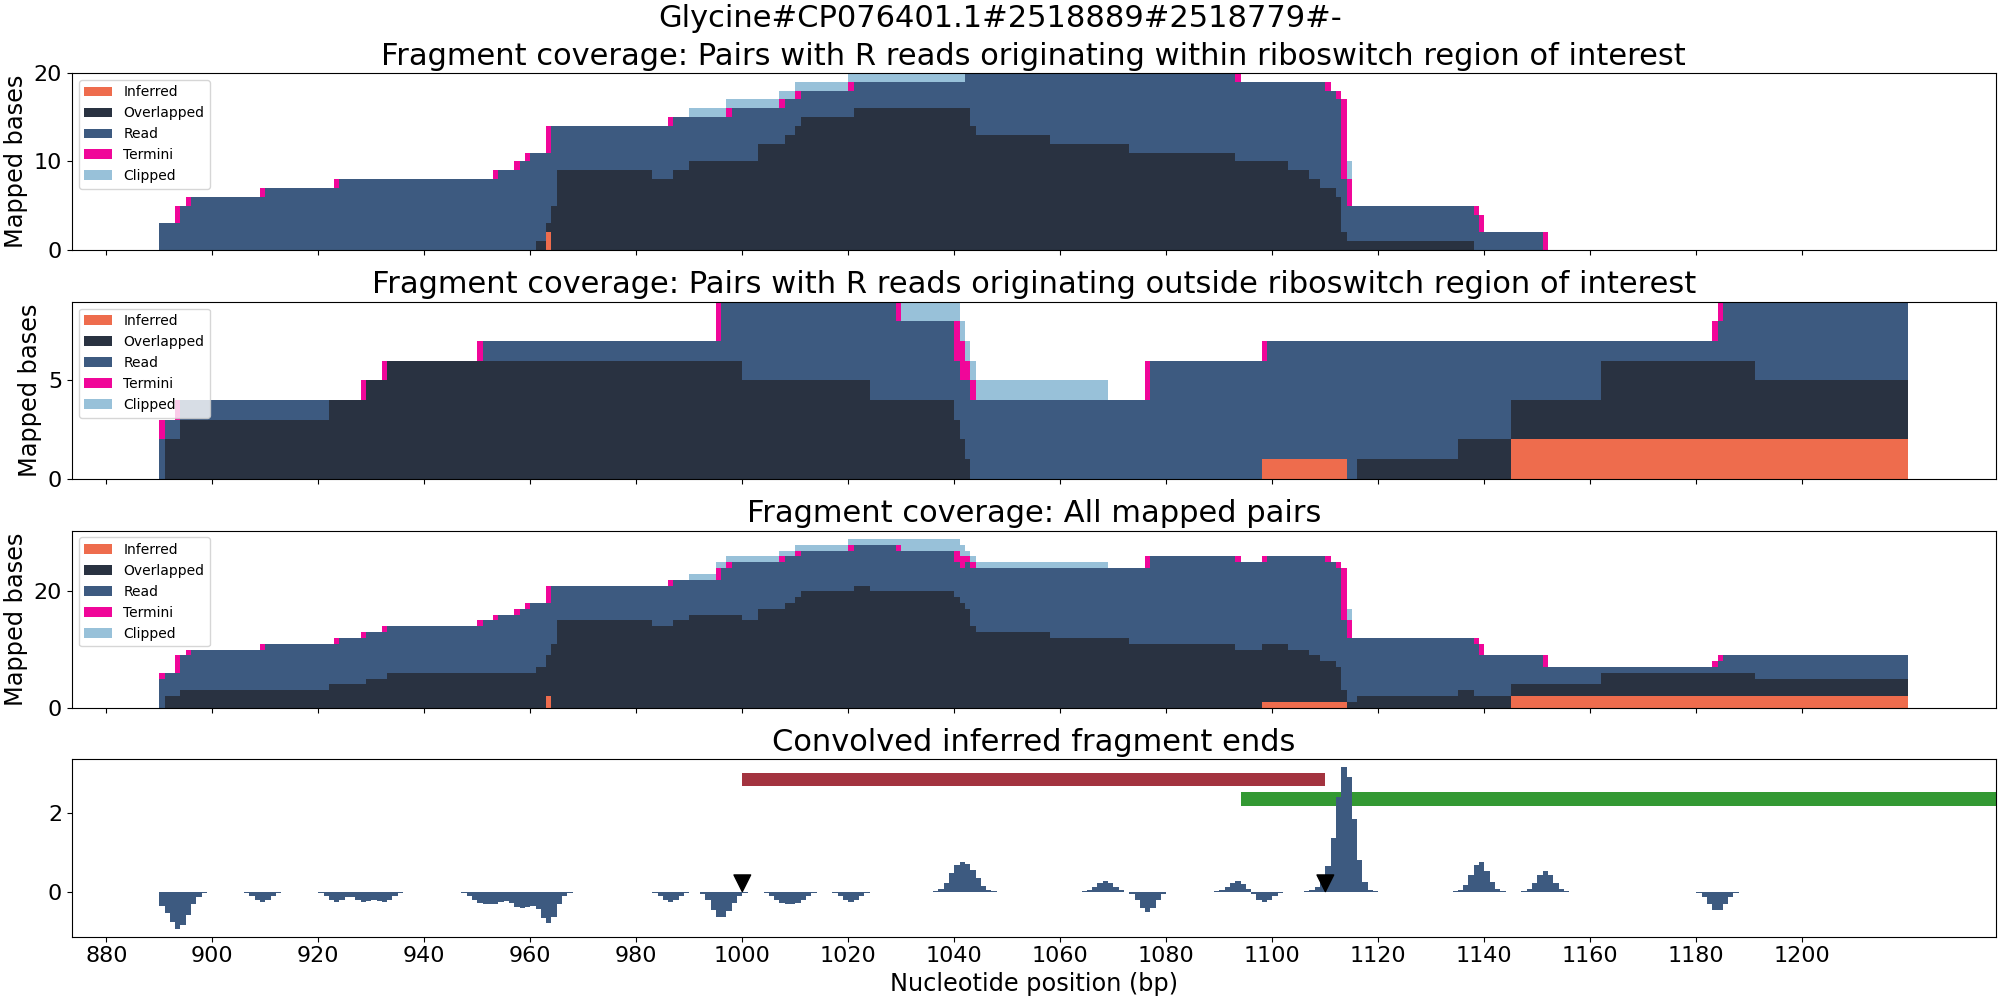 Glycine#CP076401.1#2518889#2518779#-
Fragment coverage: Pairs with R reads originating within riboswitch region of interest
Mapped bases
20
10
0
Inferred
Overlapped
Read
Termini
Clipped
Fragment coverage: Pairs with R reads originating outside riboswitch region of interest
Mapped bases
5
0
Inferred
Overlapped
Read
Termini
Clipped
Fragment coverage: All mapped pairs
Mapped bases
20
0
Inferred
Overlapped
Read
Termini
Clipped
Convolved inferred fragment ends
2
0
880 900 920 940 960 980 1000 1020 1040 1060 1080 1100 1120 1140 1160 1180 1200
Nucleotide position (bp)